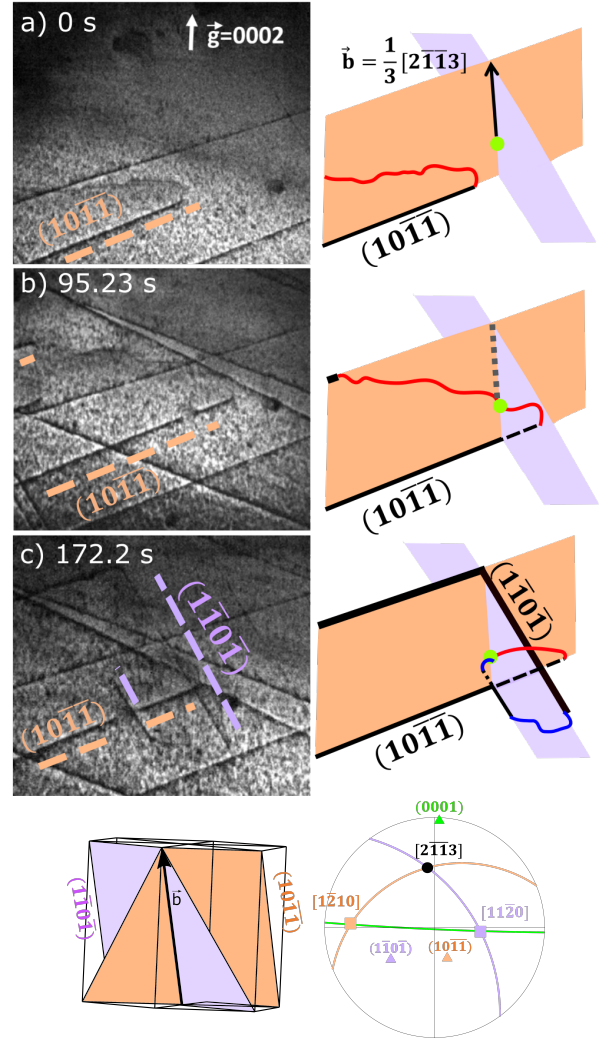 a) 0 s
g⃗=0002
b⃗ = 1/3 [21̅1̅3]
(101̅1̅)
(101̅1̅)
b) 95.23 s
(101̅1̅)
(101̅1̅)
c) 172.2 s
(11̅01̅)
(11̅01̅)
(101̅1̅)
(101̅1̅)
(0001)
[21̅1̅3]
(11̅01̅)
b⃗
(101̅1̅)
[12̅10]
[112̅0]
(11̅01̅)
(101̅1̅)